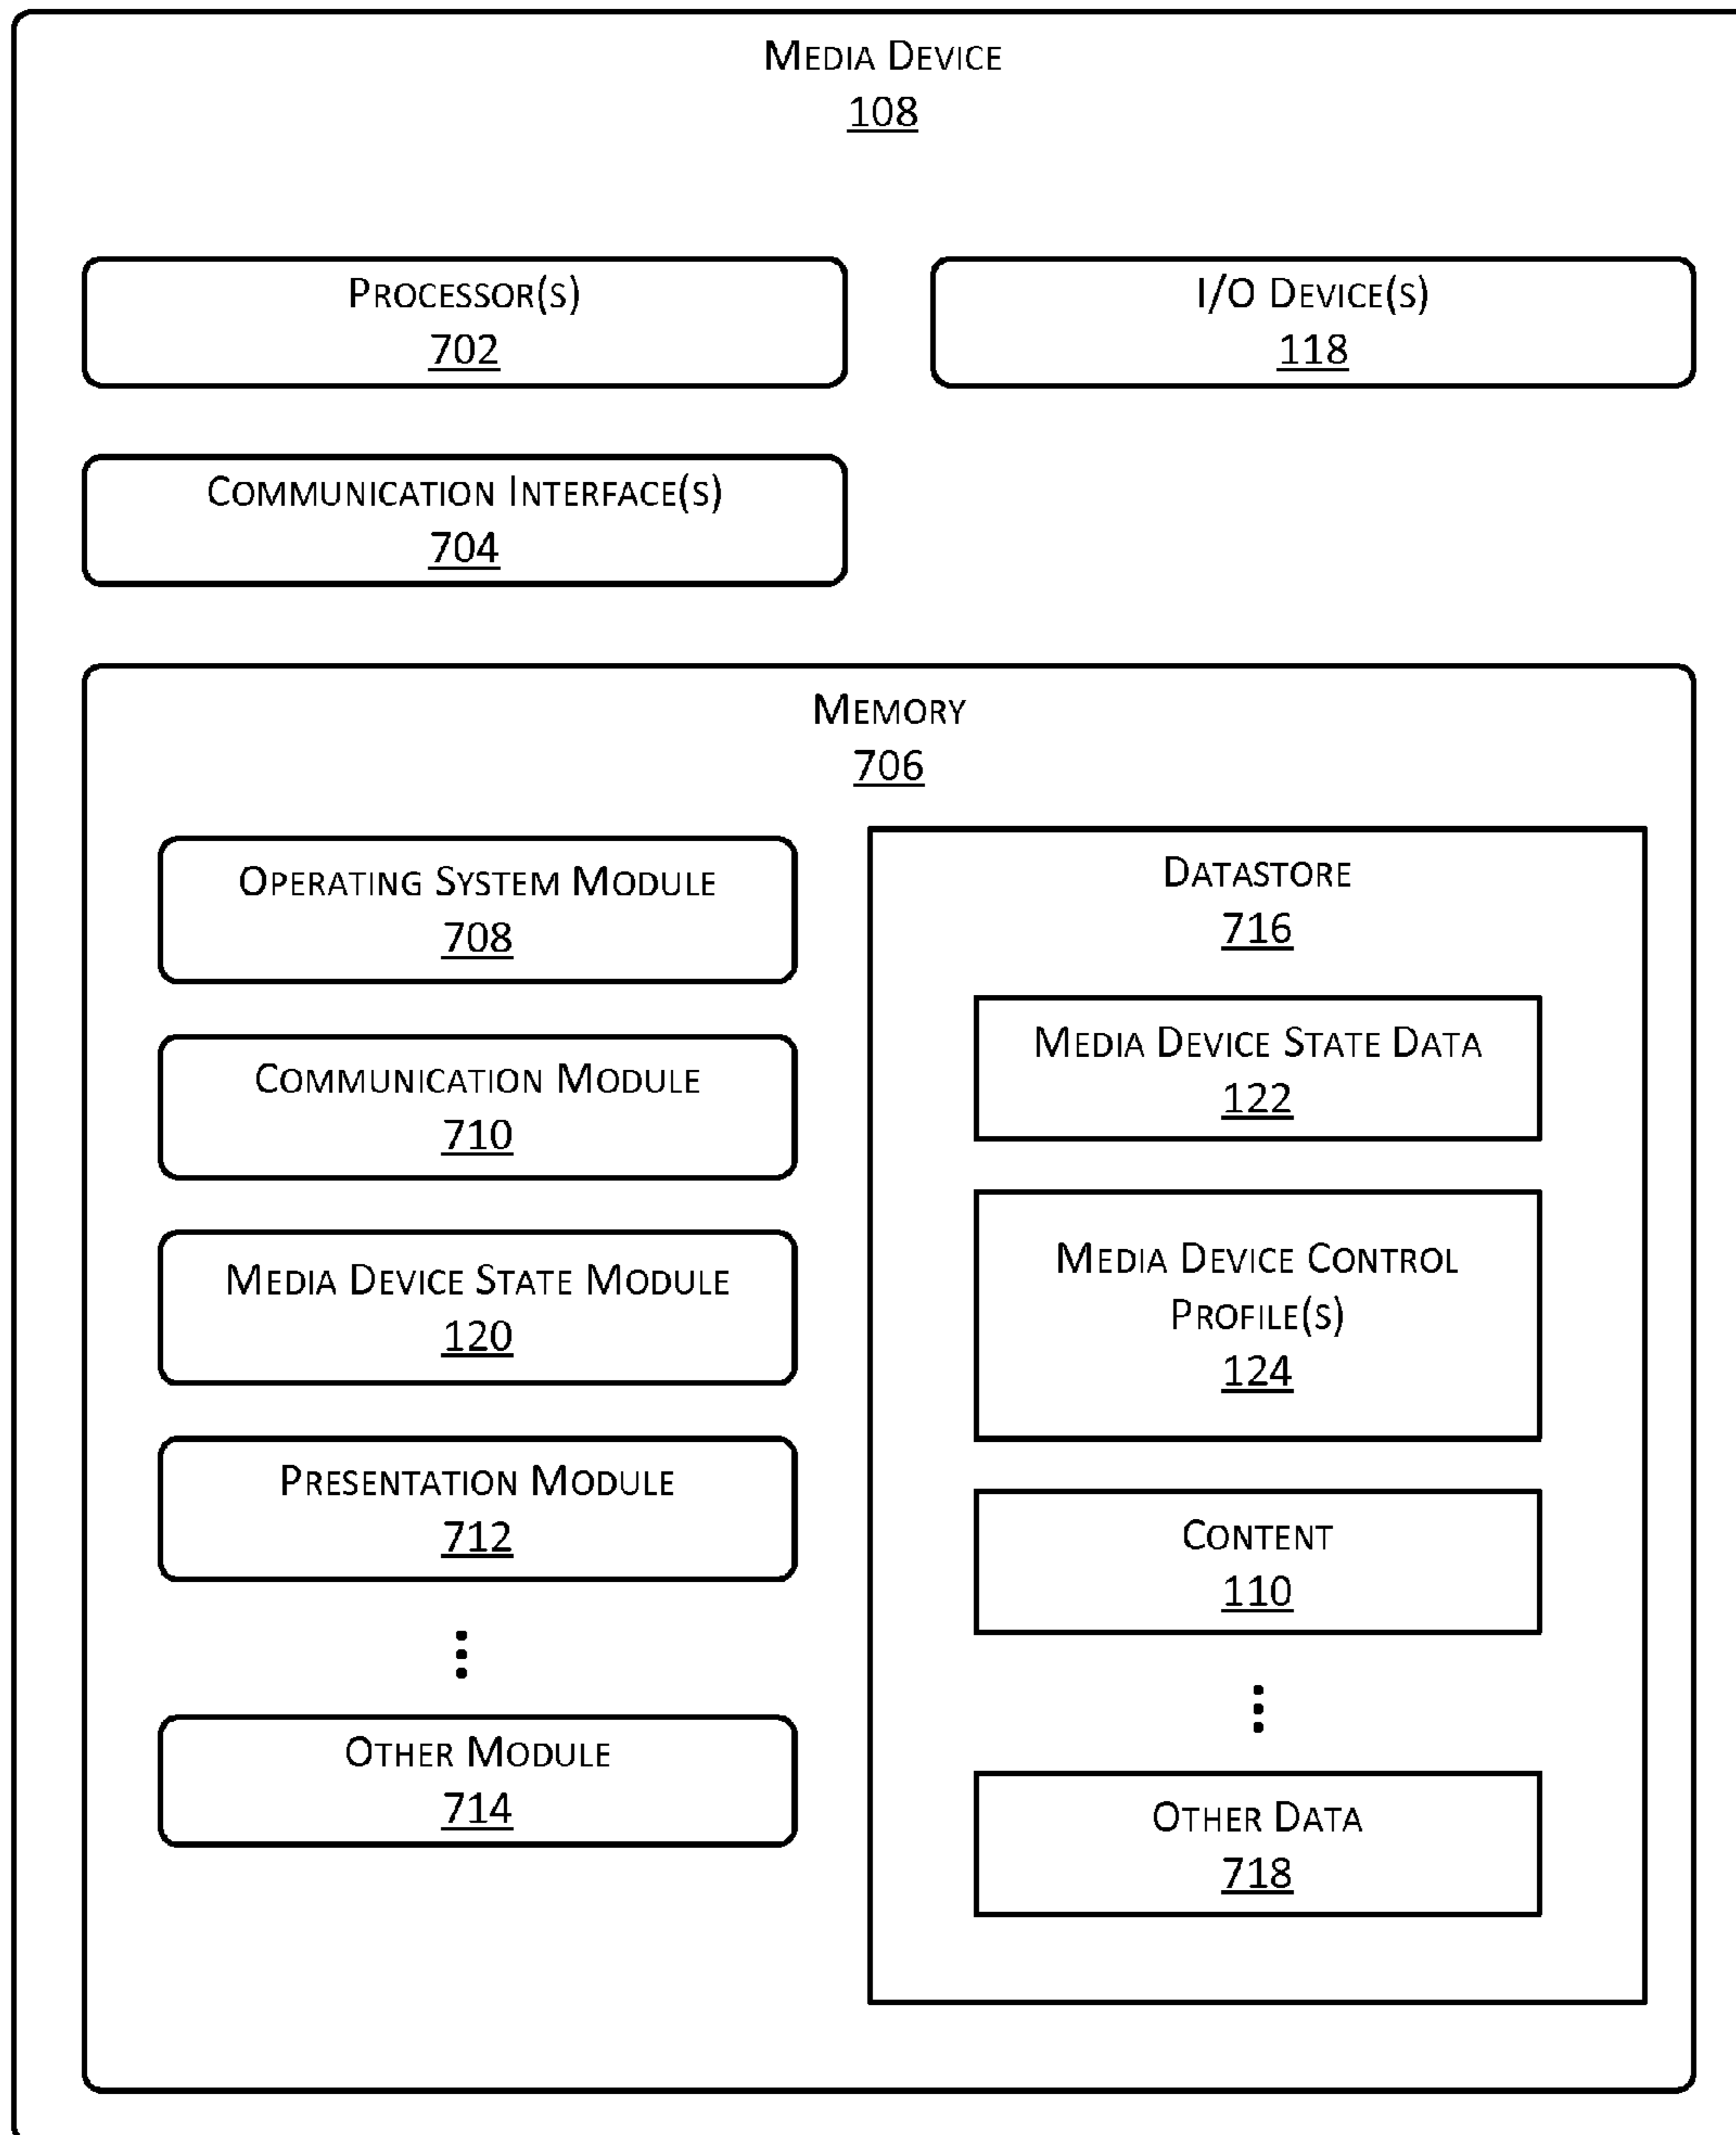 MEDIA DEVICE
108
PROCESSOR(S)
702
I/O DEVICE(S)
118
COMMUNICATION INTERFACE(S)
704
MEMORY
706
OPERATING SYSTEM MODULE
708
COMMUNICATION MODULE
710
MEDIA DEVICE STATE MODULE
120
PRESENTATION MODULE
712
OTHER MODULE
714
DATASTORE
716
MEDIA DEVICE STATE DATA
122
MEDIA DEVICE CONTROL
PROFILE(S)
124
CONTENT
110
OTHER DATA
718